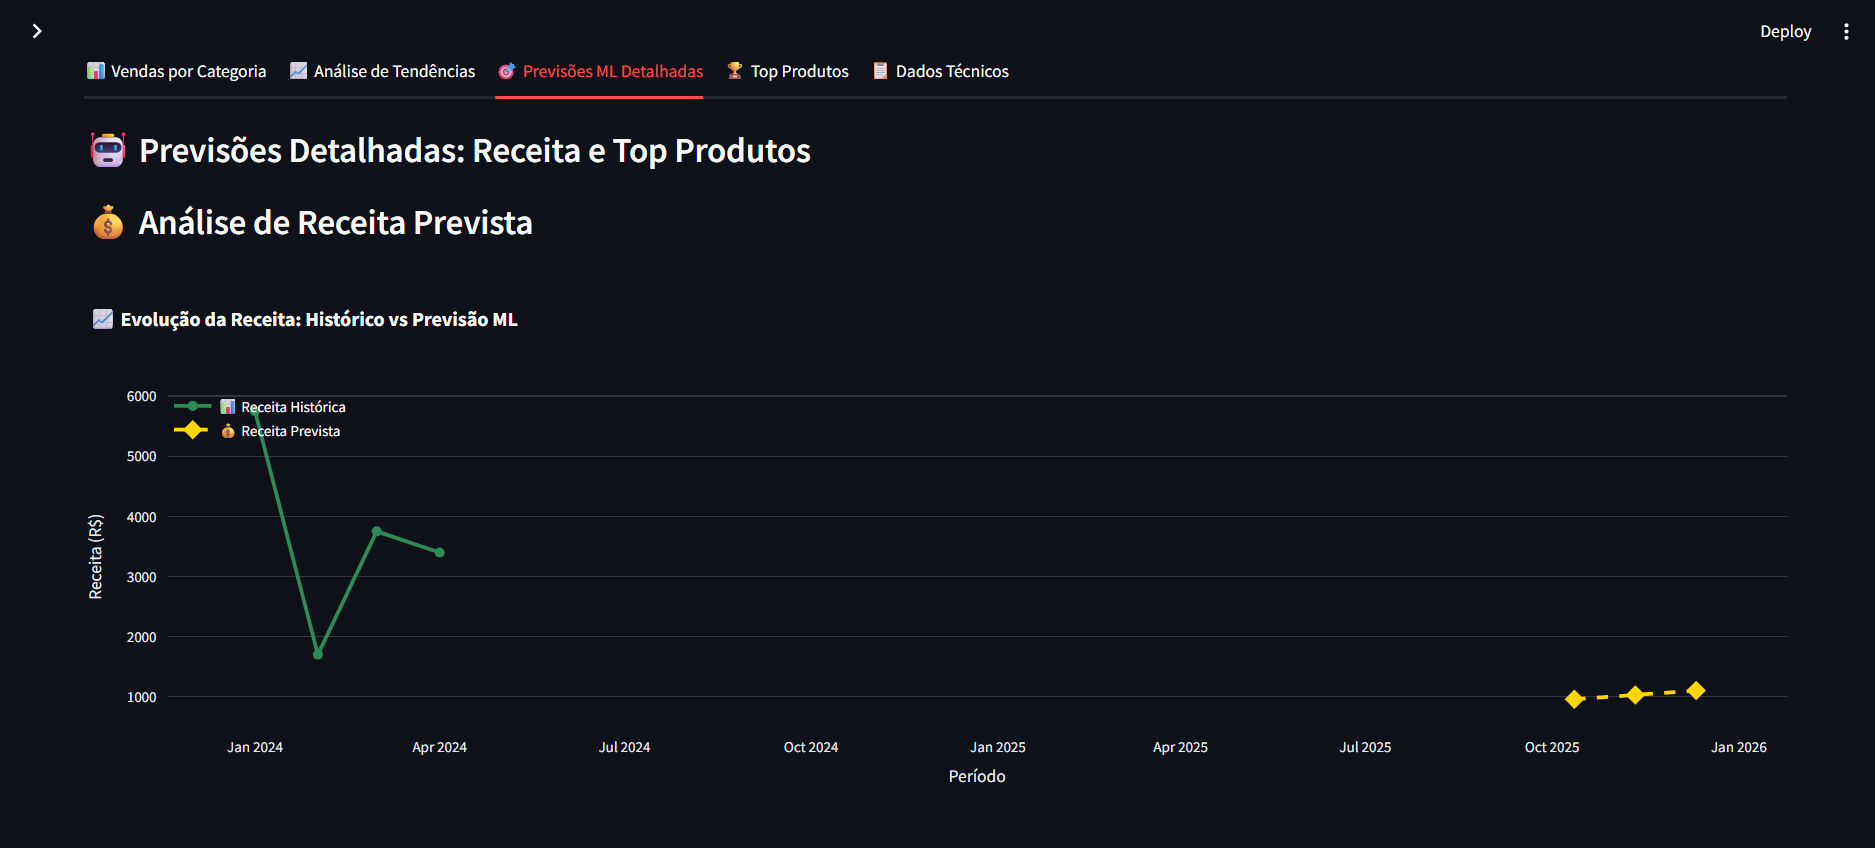 Deploy
Vendas por Categoria
Análise de Tendências
Previsões ML Detalhadas
Top Produtos
Dados Técnicos
Previsões Detalhadas: Receita e Top Produtos
Análise de Receita Prevista
Evolução da Receita: Histórico vs Previsão ML
Receita Histórica
Receita Prevista
6000
5000
4000
3000
2000
1000
Receita (R$)
Jan 2024
Apr 2024
Jul 2024
Oct 2024
Jan 2025
Apr 2025
Jul 2025
Oct 2025
Jan 2026
Período